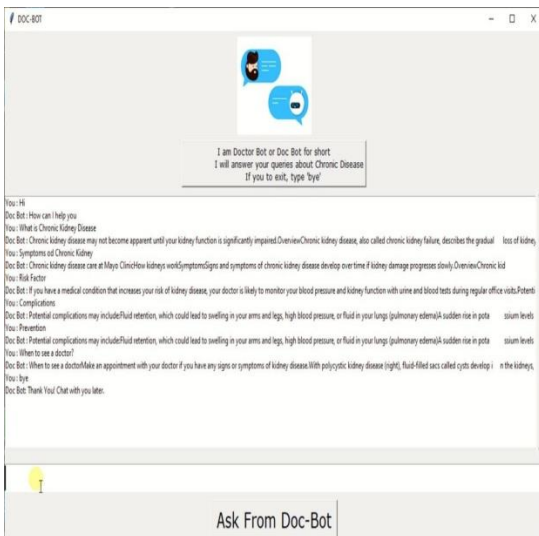 DOC-BOT
I am Doctor Bot or Doc Bot for short
I will answer your queries about Chronic Disease
If you to exit, type 'bye'
You : Hi
Doc Bot : How can i help you
You : What is Chronic Kidney Disease
Doc Bot : Chronic kidney disease may not become apparent until your kidney function is significantly impaired.OverviewChronic kidney disease, also called chronic kidney failure, describes the gradual loss of kidney
You : Symptoms od Chronic Kidney
Doc Bot : Chronic kidney disease care at Mayo ClinicHow kidneys workSymptomsSigns and symptoms of chronic kidney disease develop over time if kidney damage progresses slowly.OverviewChronic kid
You : Risk Factor
Doc Bot : If you have a medical condition that increases your risk of kidney disease, your doctor is likely to monitor your blood pressure and kidney function with urine and blood tests during regular office visits.Potenti
You : Complications
Doc Bot : Potential complications may include:Fluid retention, which could lead to swelling in your arms and legs, high blood pressure, or fluid in your lungs (pulmonary edema)A sudden rise in pota ssium levels
You : Prevention
Doc Bot : Potential complications may include:Fluid retention, which could lead to swelling in your arms and legs, high blood pressure, or fluid in your lungs (pulmonary edema)A sudden rise in pota ssium levels
You : When to see a doctor?
Doc Bot : When to see a doctorMake an appointment with your doctor if you have any signs or symptoms of kidney disease.With polycystic kidney disease (right), fluid-filled sacs called cysts develop i n the kidneys,
You : bye
Doc Bot: Thank You! Chat with you later.
Ask From Doc-Bot